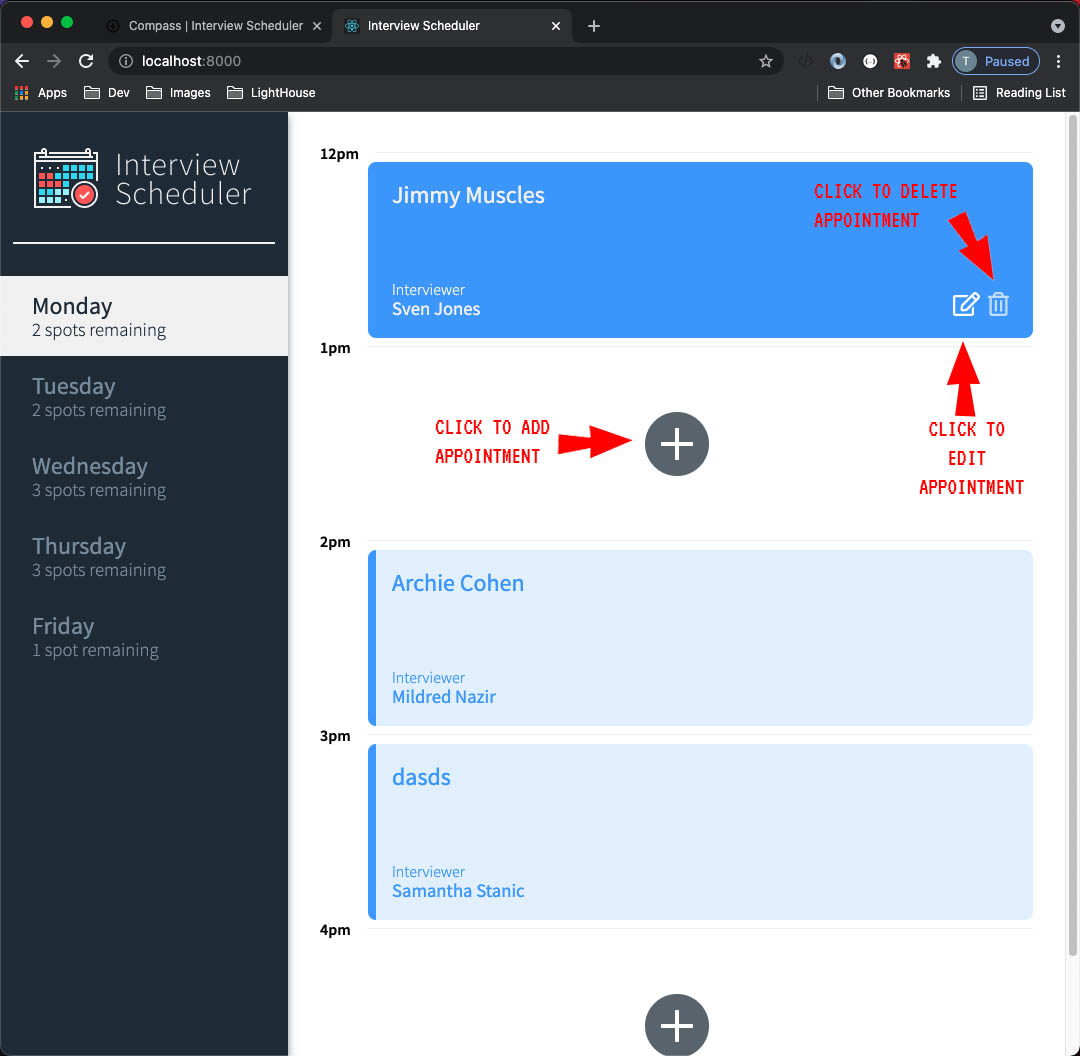 Compass | Interview Scheduler
Interview Scheduler
localhost:8000
T Paused
Apps Dev Images LightHouse Other Bookmarks Reading List
Interview
Scheduler
Monday
2 spots remaining
Tuesday
2 spots remaining
Wednesday
3 spots remaining
Thursday
3 spots remaining
Friday
1 spot remaining
12pm
Jimmy Muscles
CLICK TO DELETE
APPOINTMENT
Interviewer
Sven Jones
1pm
CLICK TO ADD
APPOINTMENT
CLICK TO
EDIT
APPOINTMENT
2pm
Archie Cohen
Interviewer
Mildred Nazir
3pm
dasds
Interviewer
Samantha Stanic
4pm